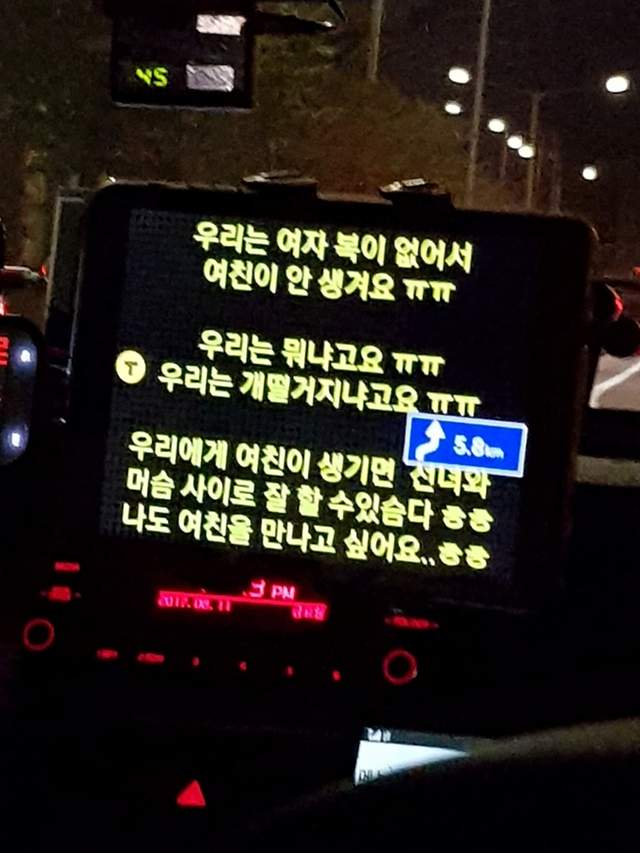 45
우리는 여자 복이 없어서
여친이 안 생겨요 ㅠㅠ
우리는 뭐냐고요 ㅠㅠ
T 우리는 개떨거지냐고요 ㅠㅠ
5.8km
우리에게 여친이 생기면 선녀와
머슴 사이로 잘 할 수있슴다 ㅎㅎ
나도 여친을 만나고 싶어요..ㅎㅎ
3 PM